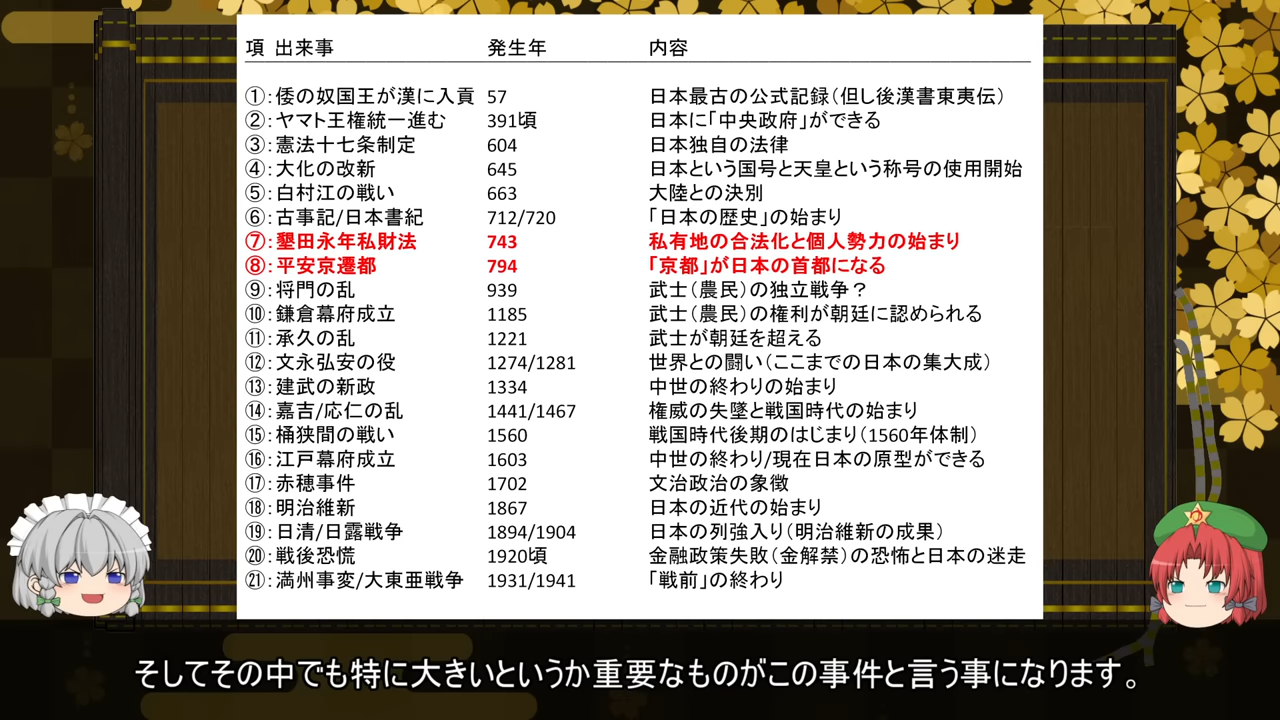 項 出来事 発生年 内容
①:倭の奴国王が漢に入貢 57 日本最古の公式記録(但し後漢書東夷伝)
②:ヤマト王権統一進む 391頃 日本に「中央政府」ができる
③:憲法十七条制定 604 日本独自の法律
④:大化の改新 645 日本という国号と天皇という称号の使用開始
⑤:白村江の戦い 663 大陸との決別
⑥:古事記/日本書紀 712/720 「日本の歴史」の始まり
⑦:墾田永年私財法 743 私有地の合法化と個人勢力の始まり
⑧:平安京遷都 794 「京都」が日本の首都になる
⑨:将門の乱 939 武士(農民)の独立戦争?
⑩:鎌倉幕府成立 1185 武士(農民)の権利が朝廷に認められる
⑪:承久の乱 1221 武士が朝廷を超える
⑫:文永弘安の役 1274/1281 世界との闘い(ここまでの日本の集大成)
⑬:建武の新政 1334 中世の終わりの始まり
⑭:嘉吉/応仁の乱 1441/1467 権威の失墜と戦国時代の始まり
⑮:桶狭間の戦い 1560 戦国時代後期のはじまり(1560年体制)
⑯:江戸幕府成立 1603 中世の終わり/現在日本の原型ができる
⑰:赤穂事件 1702 文治政治の象徴
⑱:明治維新 1867 日本の近代の始まり
⑲:日清/日露戦争 1894/1904 日本の列強入り(明治維新の成果)
⑳:戦後恐慌 1920頃 金融政策失敗(金解禁)の恐怖と日本の迷走
㉑:満州事変/大東亜戦争 1931/1941 「戦前」の終わり
そしてその中でも特に大きいというか重要なものがこの事件と言う事になります。